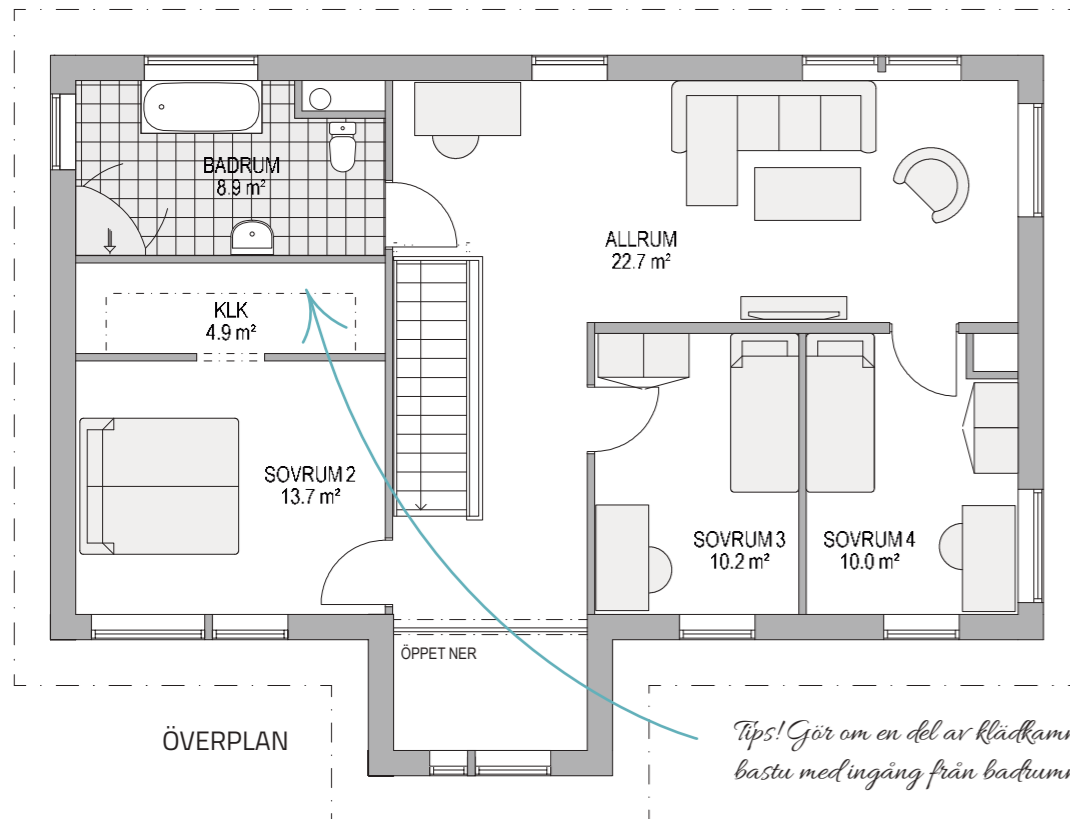 BADRUM
8.9 m²
ALLRUM
22.7 m²
KLK
4.9 m²
SOVRUM 2
13.7 m²
SOVRUM 3
10.2 m²
SOVRUM 4
10.0 m²
ÖPPET NER
ÖVERPLAN
Tips! Gör om en del av
bastu med ingång från